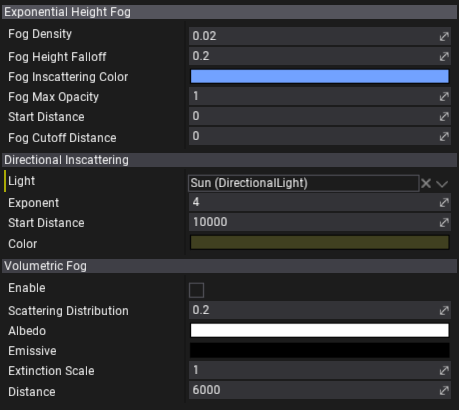 Exponential Height Fog
Fog Density 0.02
Fog Height Falloff 0.2
Fog Inscattering Color
Fog Max Opacity 1
Start Distance 0
Fog Cutoff Distance 0
Directional Inscattering
Light Sun (DirectionalLight)
Exponent 4
Start Distance 10000
Color
Volumetric Fog
Enable
Scattering Distribution 0.2
Albedo
Emissive
Extinction Scale 1
Distance 6000